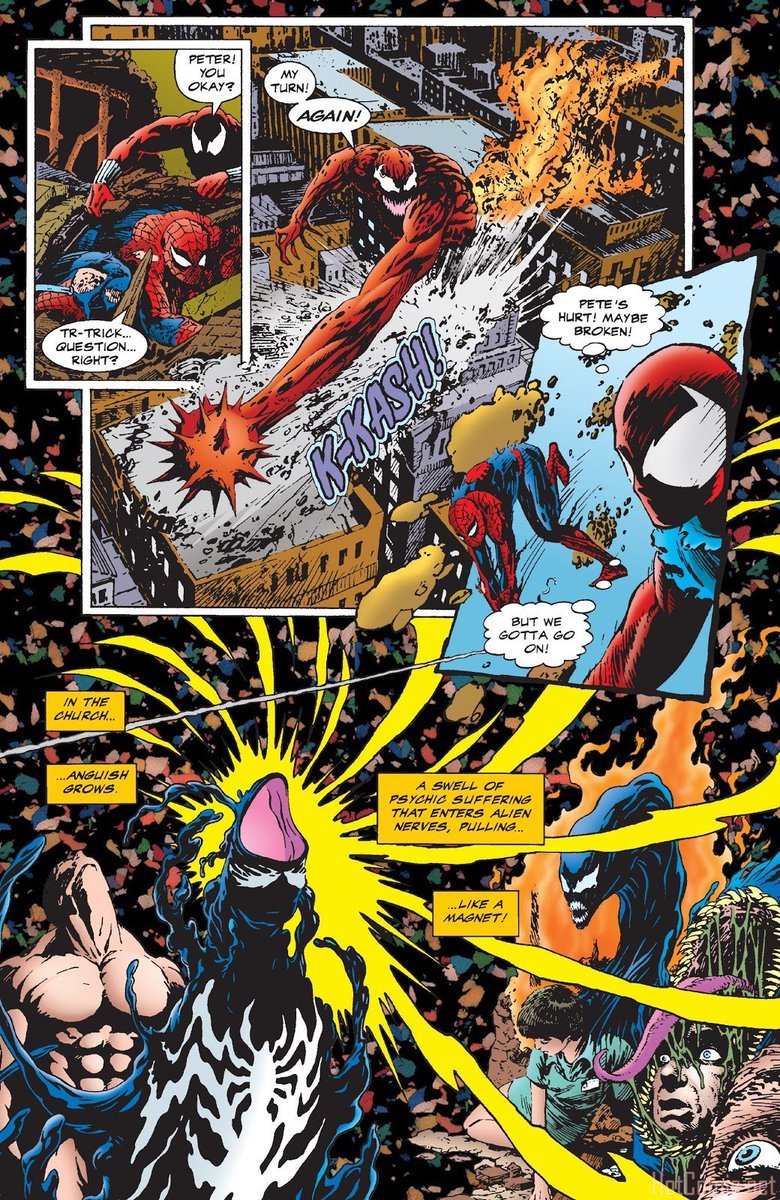 PETER!
YOU
OKAY?
TR-TRICK...
QUESTION...
RIGHT?
MY
TURN!
AGAIN!
K-KASH!
PETE'S
HURT! MAYBE
BROKEN!
BUT WE
GOTTA GO
ON!
IN THE
CHURCH...
...ANGUISH
GROWS.
A SWELL OF
PSYCHIC SUFFERING
THAT ENTERS ALIEN
NERVES, PULLING...
...LIKE A
MAGNET!